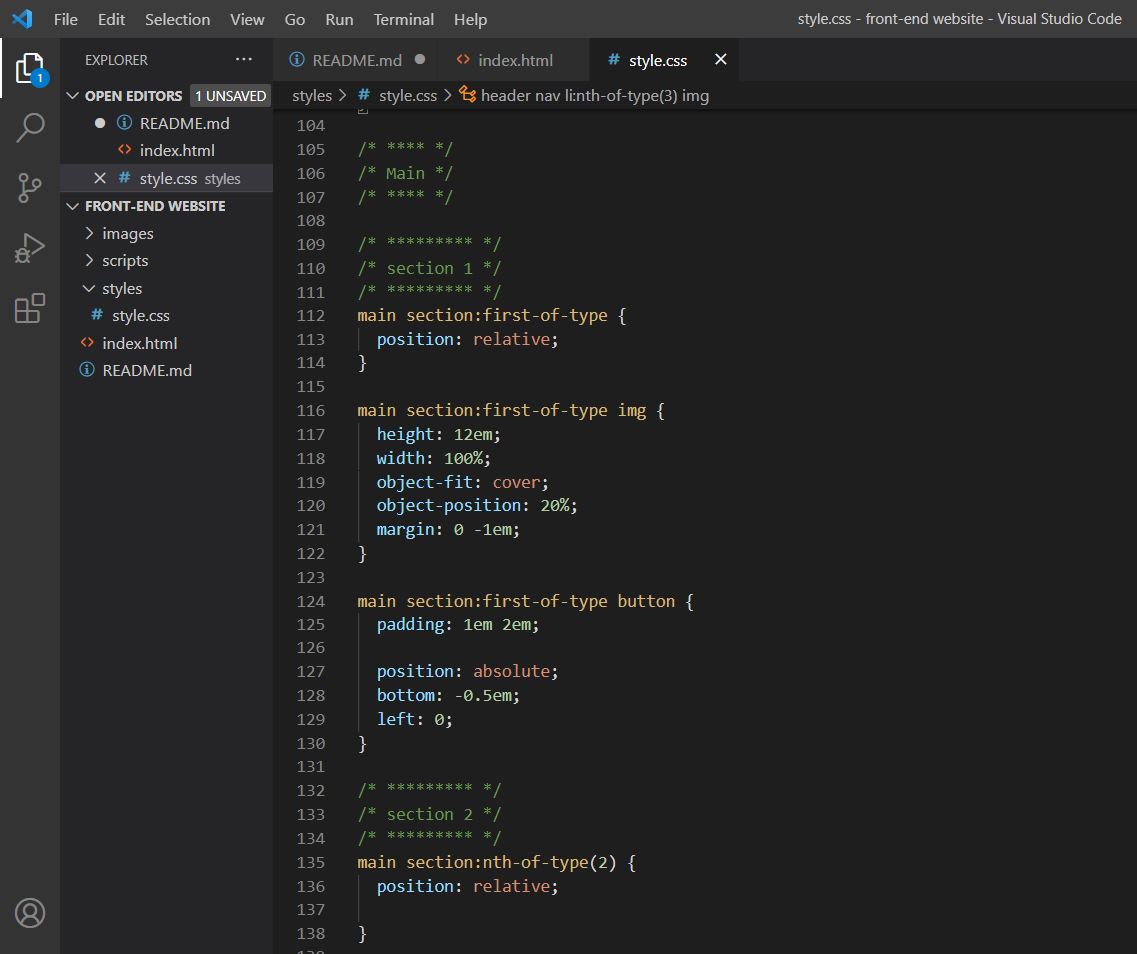 File Edit Selection View Go Run Terminal Help style.css - front-end website - Visual Studio Code
EXPLORER ...
1
OPEN EDITORS 1 UNSAVED
README.md
index.html
style.css styles
FRONT-END WEBSITE
images
scripts
styles
# style.css
<> index.html
README.md
README.md ● <> index.html # style.css ×
styles > # style.css > header nav li:nth-of-type(3) img
104
105 /* **** */
106 /* Main */
107 /* **** */
108
109 /* ********* */
110 /* section 1 */
111 /* ********* */
112 main section:first-of-type {
113 position: relative;
114 }
115
116 main section:first-of-type img {
117 height: 12em;
118 width: 100%;
119 object-fit: cover;
120 object-position: 20%;
121 margin: 0 -1em;
122 }
123
124 main section:first-of-type button {
125 padding: 1em 2em;
126
127 position: absolute;
128 bottom: -0.5em;
129 left: 0;
130 }
131
132 /* ********* */
133 /* section 2 */
134 /* ********* */
135 main section:nth-of-type(2) {
136 position: relative;
137
138 }